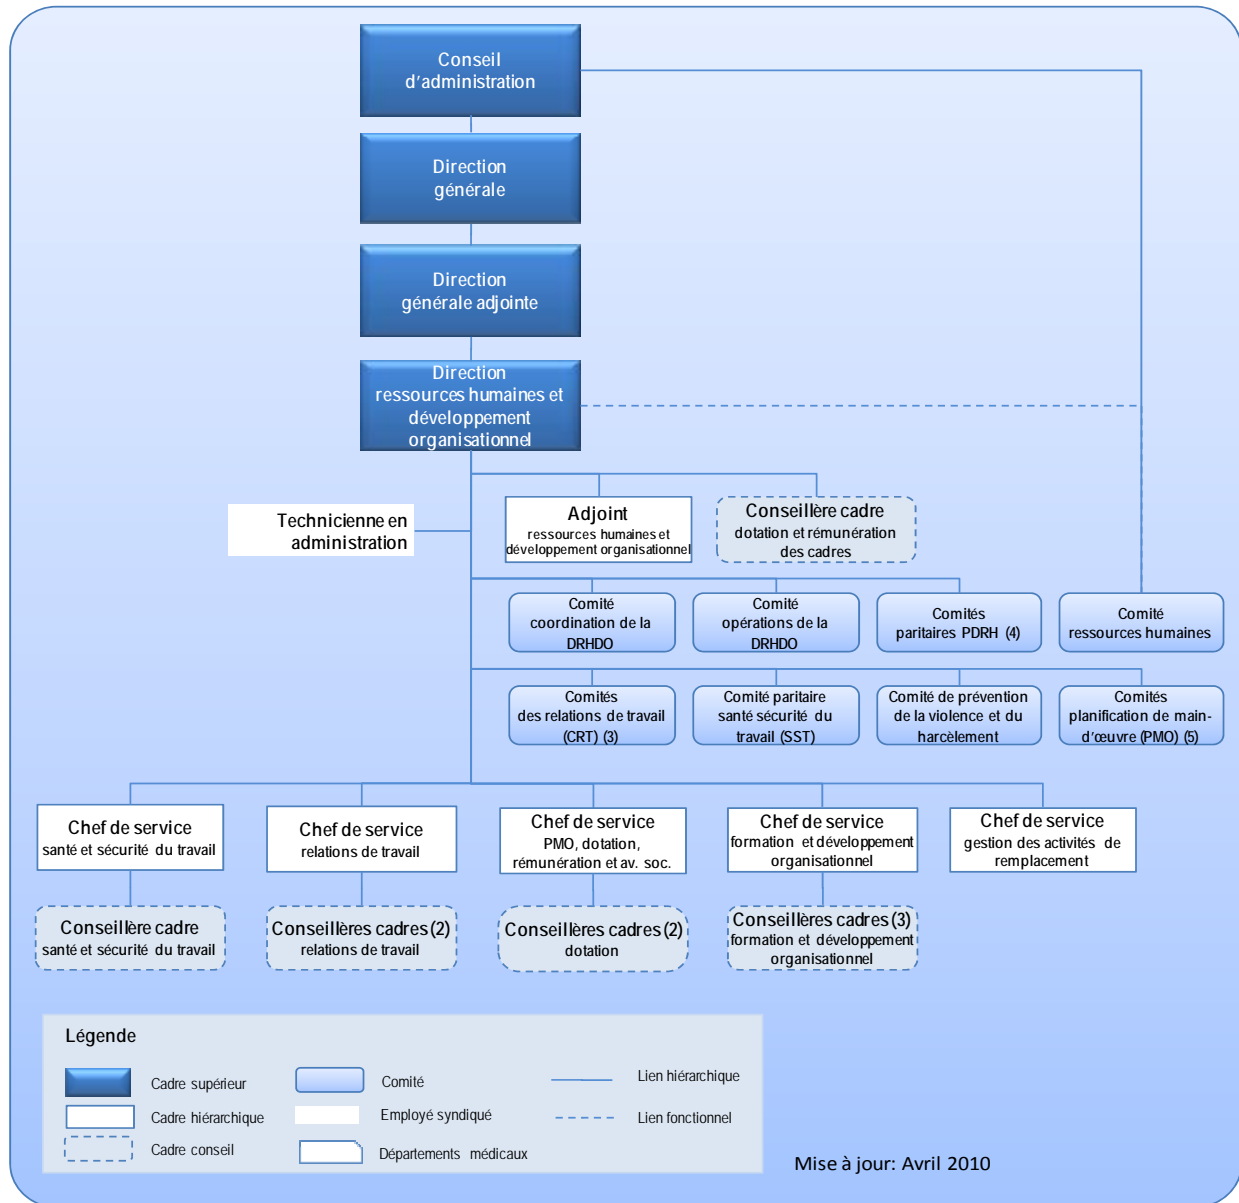 Conseil
d'administration
Direction
générale
Direction
générale adjointe
Direction
ressources humaines et
développement
organisationnel
Technicienne en
administration
Adjoint
ressources humaines et
développement organisationnel
Conseillère cadre
dotation et rémunération
des cadres
Comité
coordination de la
DRHDO
Comité
opérations de la
DRHDO
Comités
paritaires PDRH (4)
Comité
ressources humaines
Comités
des relations de travail
(CRT) (3)
Comité paritaire
santé sécurité du
travail (SST)
Comité de prévention
de la violence et du
harcèlement
Comités
planification de main-
d'œuvre (PMO) (5)
Chef de service
santé et sécurité du travail
Chef de service
relations de travail
Chef de service
PMO, dotation,
rémunération et av. soc.
Chef de service
formation et développement
organisationnel
Chef de service
gestion des activités de
remplacement
Conseillère cadre
santé et sécurité du travail
Conseillères cadres (2)
relations de travail
Conseillères cadres (2)
dotation
Conseillères cadres (3)
formation et développement
organisationnel
Légende
Cadre supérieur
Comité
Lien hiérarchique
Cadre hiérarchique
Employé syndiqué
Lien fonctionnel
Cadre conseil
Départements médicaux
Mise à jour: Avril 2010